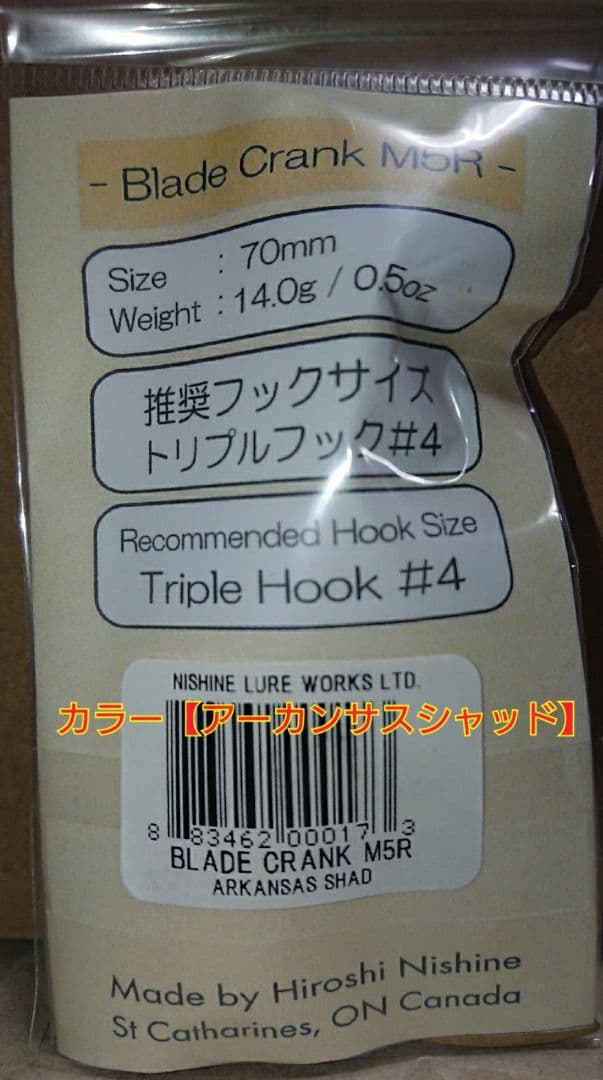 - Blade Crank M5R -
Size : 70mm
Weight : 14.0g / 0.5oz
推奨フックサイズ
トリプルフック#4
Recommended Hook Size
Triple Hook #4
NISHINE LURE WORKS LTD.
カラー【アーカンサスシャッド】
8 83462 00017 3
BLADE CRANK M5R
ARKANSAS SHAD
Made by Hiroshi Nishine
St Catharines, ON Canada